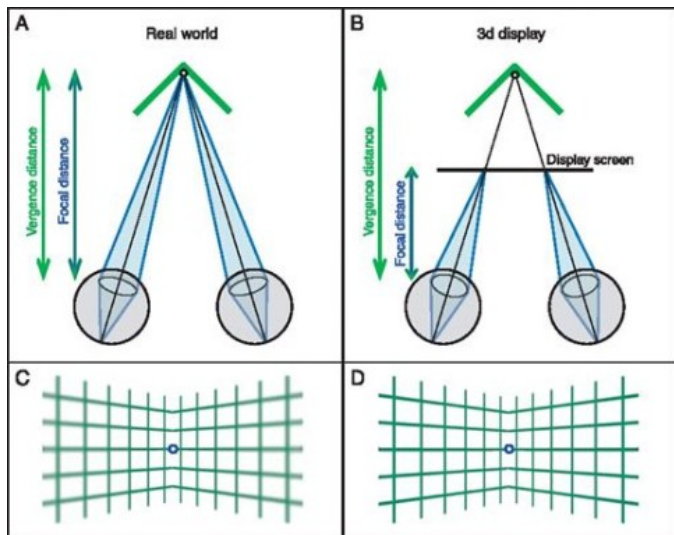 A
Real world
Vergence distance
Focal distance
B
3d display
Display screen
Vergence distance
Focal distance
C
D